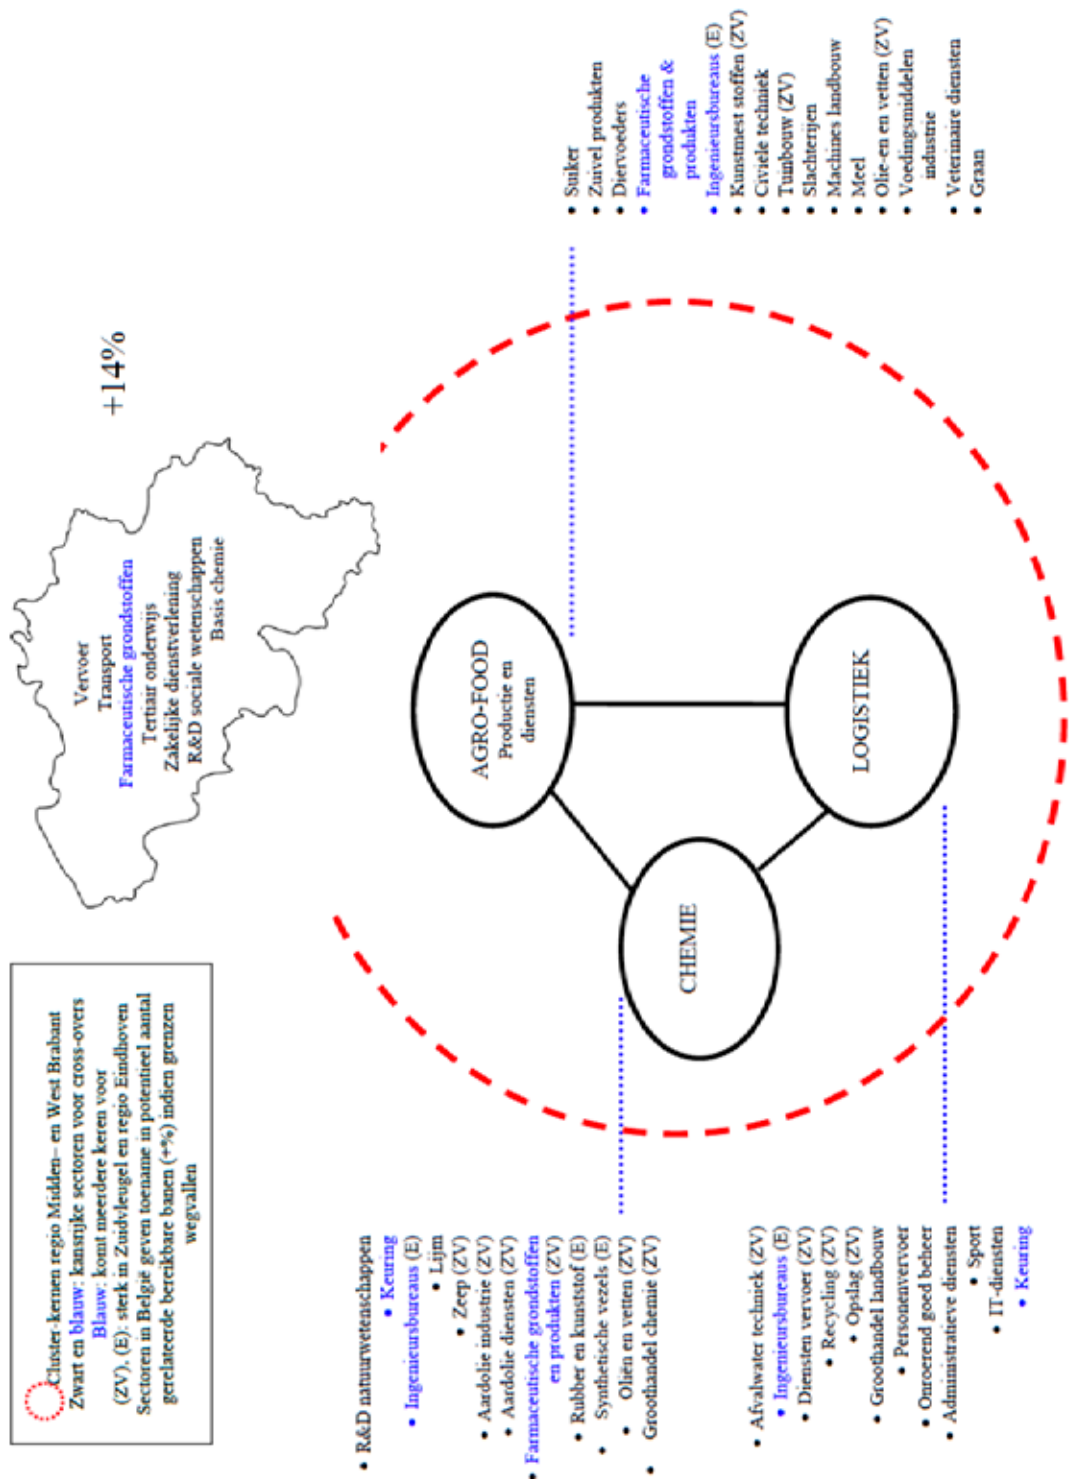 Cluster-kernen regio Midden- en West Brabant
Zwart en blauw: kansrijke sectoren voor cross-overs
Blauw: komt meerdere keren voor
(ZV), (E): sterk in Zuidvleugel en regio Eindhoven
Sectoren in België geven toename in potentieel aantal
gerelateerde bereikbare banen (+%) indien grenzen
wegvallen
Vervoer
Transport
Farmaceutische grondstoffen
Tertiair onderwijs
Zakelijke dienstverlening
R&D sociale wetenschappen
Basis chemie
+14%
• R&D natuurwetenschappen
• Keuring
• Ingenieursbureaus (E)
• Lijm
• Zeep (ZV)
• Aardolie industrie (ZV)
• Aardolie diensten (ZV)
• Farmaceutische grondstoffen
en produkten (ZV)
• Rubber en kunststof (E)
• Synthetische vezels (E)
• Oliën en vetten (ZV)
• Groothandel chemie (ZV)
AGRO-FOOD
Productie en
diensten
CHEMIE
LOGISTIEK
• Suiker
• Zuivel produkten
• Diervoeders
• Farmaceutische
grondstoffen &
produkten
• Ingenieursbureaus (E)
• Kunstmest stoffen (ZV)
• Civiele techniek
• Tuinbouw (ZV)
• Slachterijen
• Machines landbouw
• Meel
• Olie-en en vetten (ZV)
• Voedingsmiddelen
industrie
• Veterinaire diensten
• Graan
• Afvalwater techniek (ZV)
• Ingenieursbureaus (E)
• Diensten vervoer (ZV)
• Recycling (ZV)
• Opslag (ZV)
• Groothandel landbouw
• Personenvervoer
• Onroerend goed beheer
• Administratieve diensten
• Sport
• IT-diensten
• Keuring